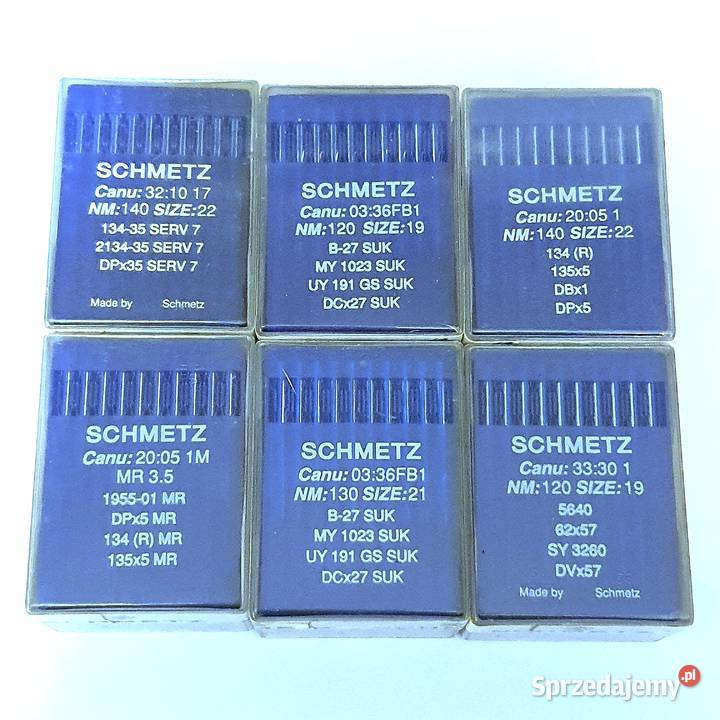 SCHMETZ
Canu: 32:10 17
NM:140 SIZE:22
134-35 SERV 7
2134-35 SERV 7
DPx35 SERV 7
Made by Schmetz
SCHMETZ
Canu: 03:36FB1
NM:120 SIZE:19
B-27 SUK
MY 1023 SUK
UY 191 GS SUK
DCx27 SUK
SCHMETZ
Canu: 20:05 1
NM:140 SIZE:22
134 (R)
135x5
DBx1
DPx5
SCHMETZ
Canu: 20:05 1M
MR 3.5
1955-01 MR
DPx5 MR
134 (R) MR
135x5 MR
SCHMETZ
Canu: 03:36FB1
NM:130 SIZE:21
B-27 SUK
MY 1023 SUK
UY 191 GS SUK
DCx27 SUK
SCHMETZ
Canu: 33:30 1
NM:120 SIZE:19
5640
62x57
SY 3260
DVx57
Made by Schmetz
Sprzedajemy.pl